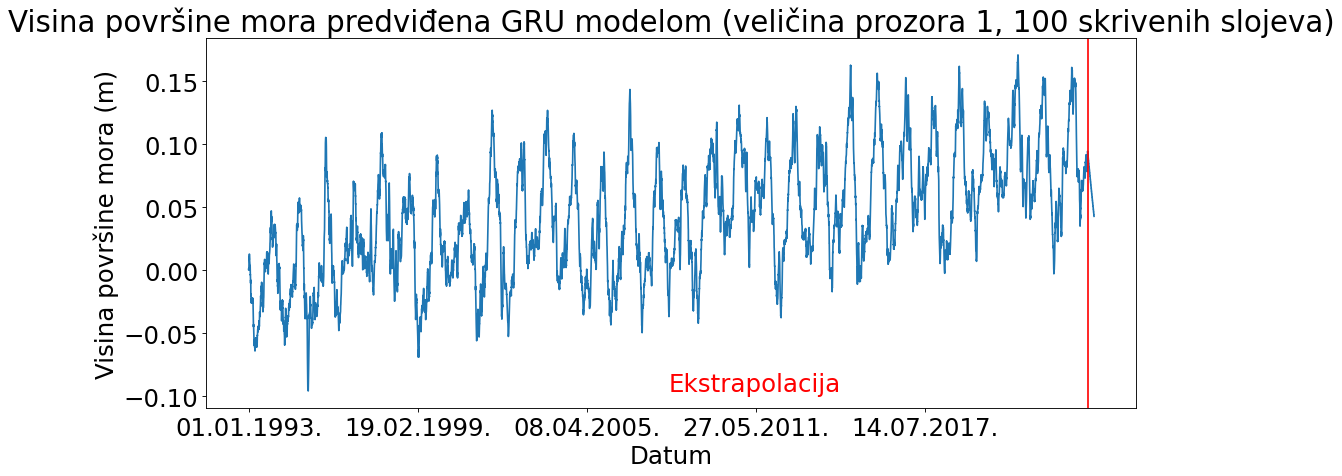 Visina površine mora predviđena GRU modelom (veličina prozora 1, 100 skrivenih slojeva)
Visina površine mora (m)
0.15
0.10
0.05
0.00
−0.05
−0.10
Ekstrapolacija
01.01.1993. 19.02.1999. 08.04.2005. 27.05.2011. 14.07.2017.
Datum